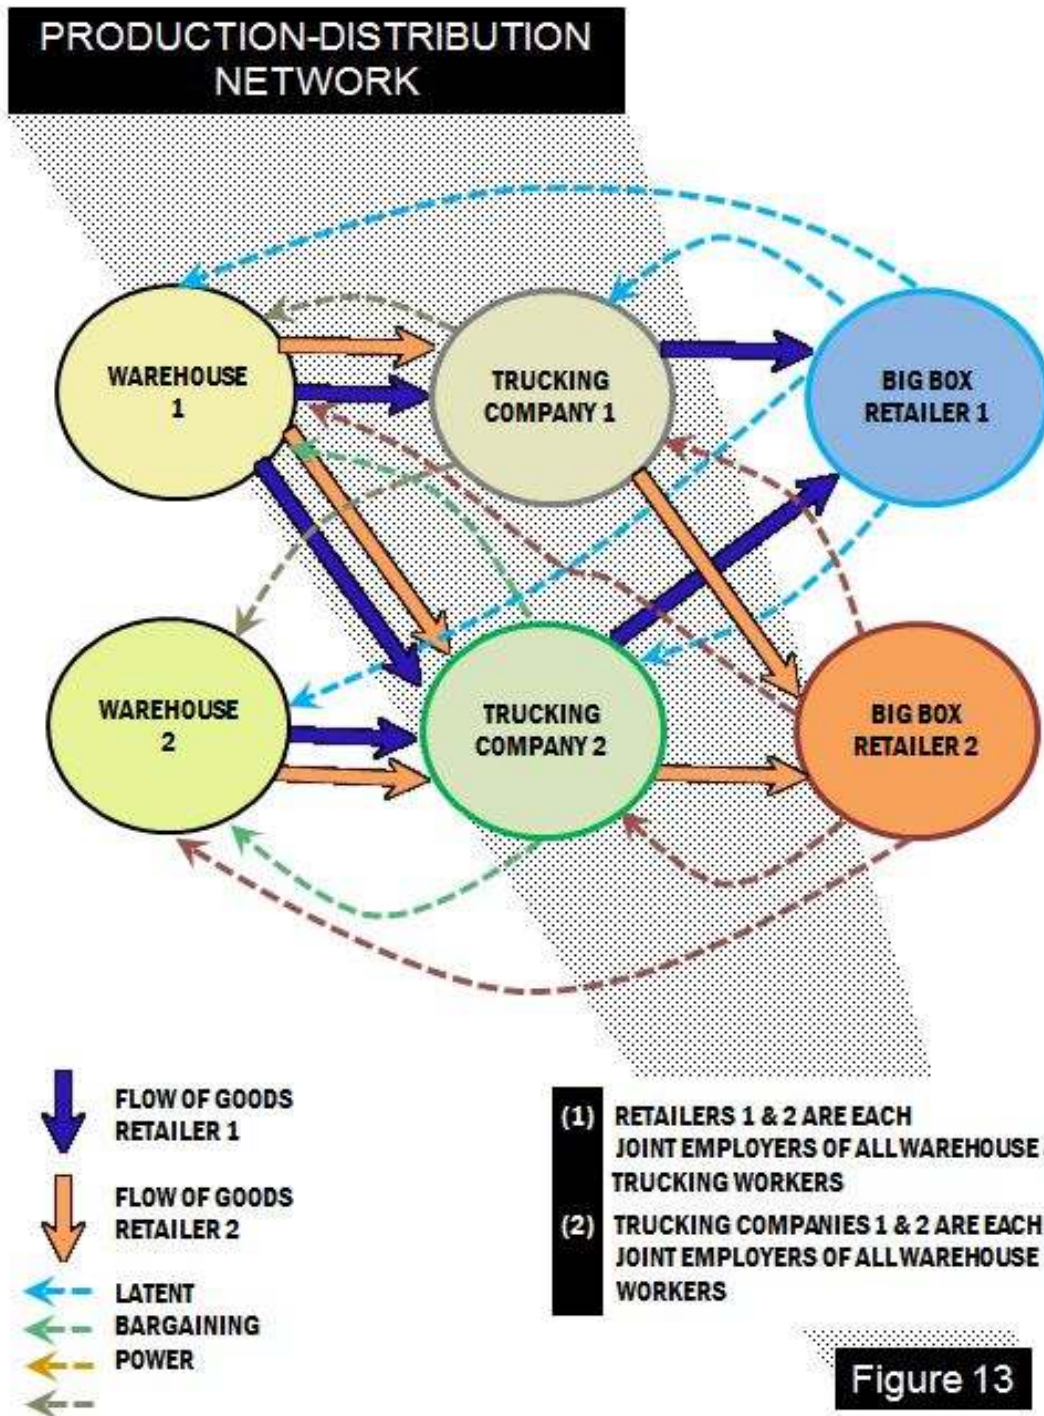 PRODUCTION-DISTRIBUTION
NETWORK
WAREHOUSE
1
TRUCKING
COMPANY 1
BIG BOX
RETAILER 1
WAREHOUSE
2
TRUCKING
COMPANY 2
BIG BOX
RETAILER 2
FLOW OF GOODS
RETAILER 1
FLOW OF GOODS
RETAILER 2
LATENT
BARGAINING
POWER
(1) RETAILERS 1 & 2 ARE EACH
JOINT EMPLOYERS OF ALL WAREHOUSE
TRUCKING WORKERS
(2) TRUCKING COMPANIES 1 & 2 ARE EACH
JOINT EMPLOYERS OF ALL WAREHOUSE
WORKERS
Figure 13